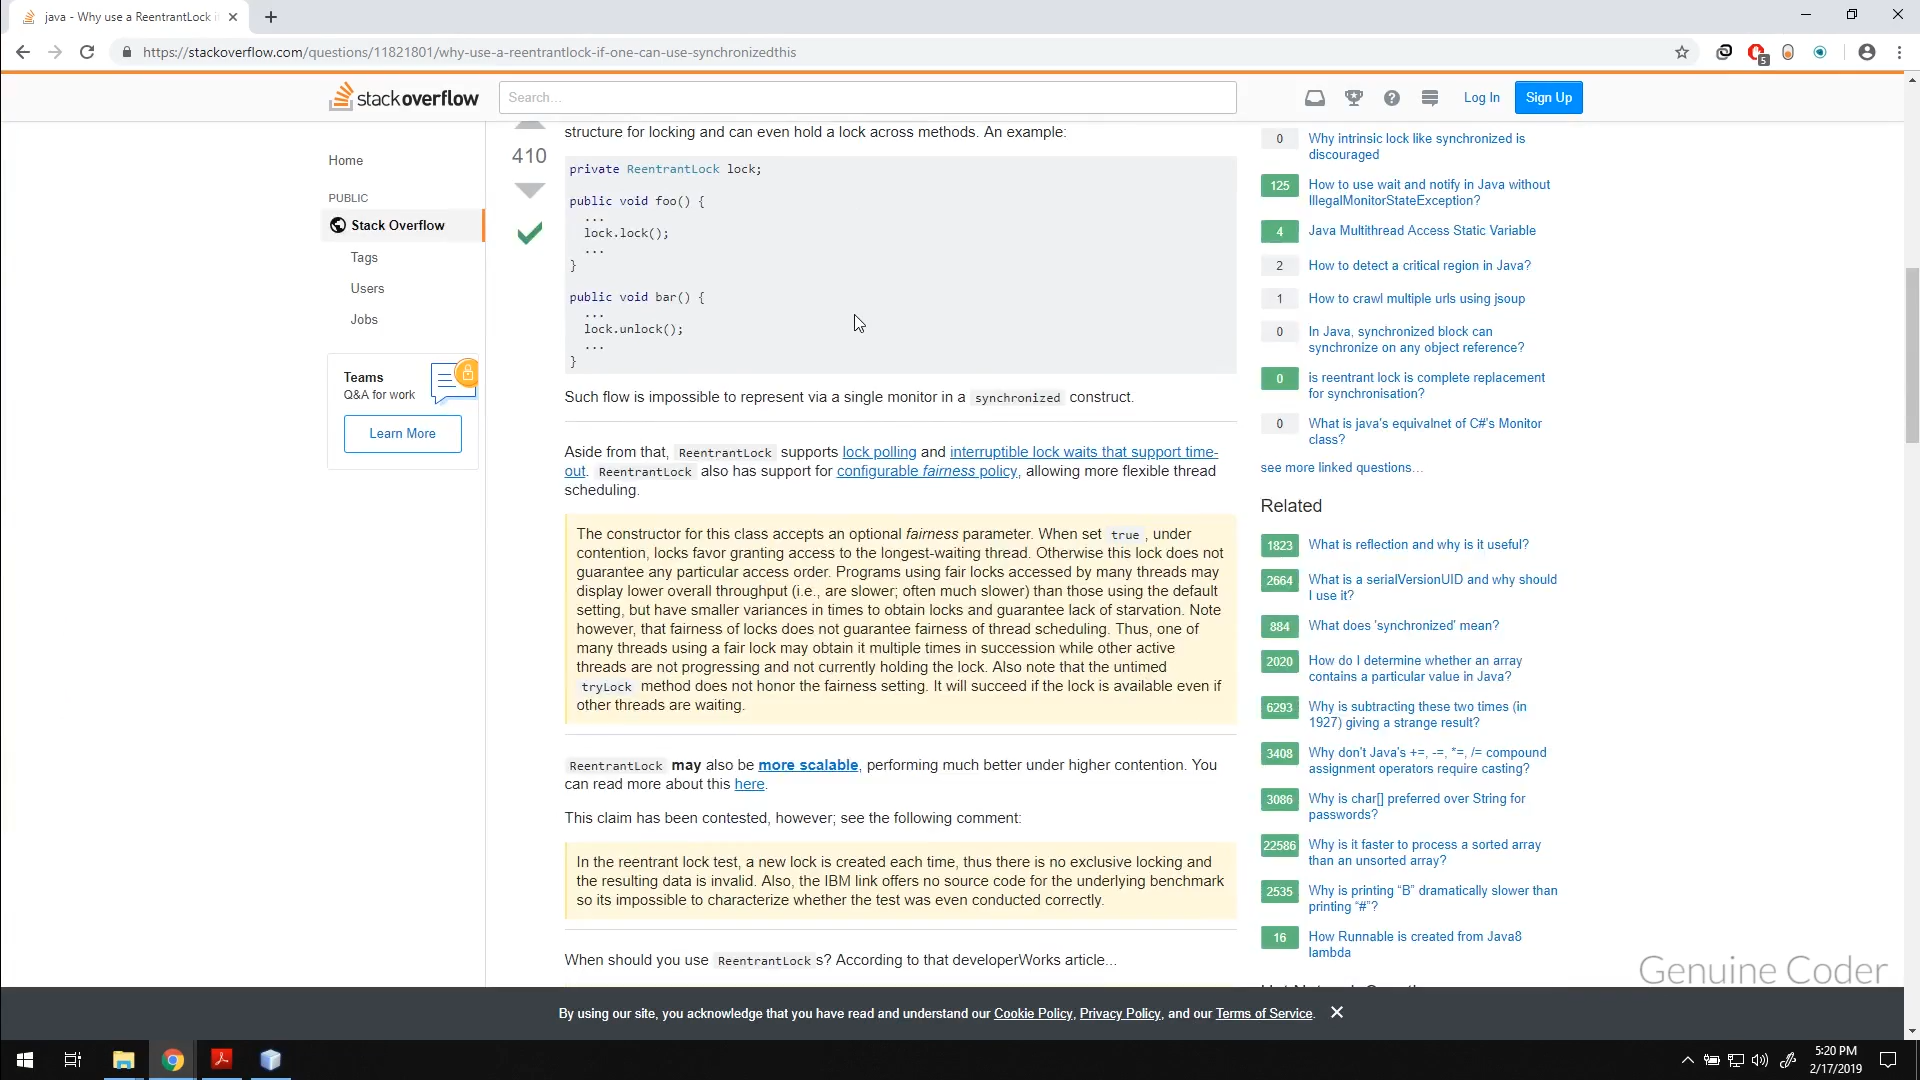 java - Why use a ReentrantLock i
https://stackoverflow.com/questions/11821801/why-use-a-reentrantlock-if-one-can-use-synchronizedthis
5
stackoverflow
Search...
Log In
Sign Up
Home
PUBLIC
Stack Overflow
Tags
Users
Jobs
Teams
Q&A for work
Learn More
410
structure for locking and can even hold a lock across methods. An example:
private ReentrantLock lock;
public void foo() {
...
lock.lock();
...
}
public void bar() {
...
lock.unlock();
...
}
Such flow is impossible to represent via a single monitor in a synchronized construct.
Aside from that, ReentrantLock supports lock polling and interruptible lock waits that support time-
out. ReentrantLock also has support for configurable fairness policy, allowing more flexible thread
scheduling.
The constructor for this class accepts an optional fairness parameter. When set true , under
contention, locks favor granting access to the longest-waiting thread. Otherwise this lock does not
guarantee any particular access order. Programs using fair locks accessed by many threads may
display lower overall throughput (i.e., are slower; often much slower) than those using the default
setting, but have smaller variances in times to obtain locks and guarantee lack of starvation. Note
however, that fairness of locks does not guarantee fairness of thread scheduling. Thus, one of
many threads using a fair lock may obtain it multiple times in succession while other active
threads are not progressing and not currently holding the lock. Also note that the untimed
tryLock method does not honor the fairness setting. It will succeed if the lock is available even if
other threads are waiting.
ReentrantLock may also be more scalable, performing much better under higher contention. You
can read more about this here.
This claim has been contested, however; see the following comment:
In the reentrant lock test, a new lock is created each time, thus there is no exclusive locking and
the resulting data is invalid. Also, the IBM link offers no source code for the underlying benchmark
so its impossible to characterize whether the test was even conducted correctly.
When should you use ReentrantLock s? According to that developerWorks article...
0 Why intrinsic lock like synchronized is
discouraged
125 How to use wait and notify in Java without
IllegalMonitorStateException?
4 Java Multithread Access Static Variable
2 How to detect a critical region in Java?
1 How to crawl multiple urls using jsoup
0 In Java, synchronized block can
synchronize on any object reference?
0 is reentrant lock is complete replacement
for synchronisation?
0 What is java's equivalnet of C#'s Monitor
class?
see more linked questions…
Related
1823 What is reflection and why is it useful?
2664 What is a serialVersionUID and why should
I use it?
884 What does 'synchronized' mean?
2020 How do I determine whether an array
contains a particular value in Java?
6293 Why is subtracting these two times (in
1927) giving a strange result?
3408 Why don't Java's +=, -=, *=, /= compound
assignment operators require casting?
3086 Why is char[] preferred over String for
passwords?
22586 Why is it faster to process a sorted array
than an unsorted array?
2535 Why is printing “B” dramatically slower than
printing “#”?
16 How Runnable is created from Java8
lambda
Genuine Coder
By using our site, you acknowledge that you have read and understand our Cookie Policy, Privacy Policy, and our Terms of Service.
5:20 PM
2/17/2019